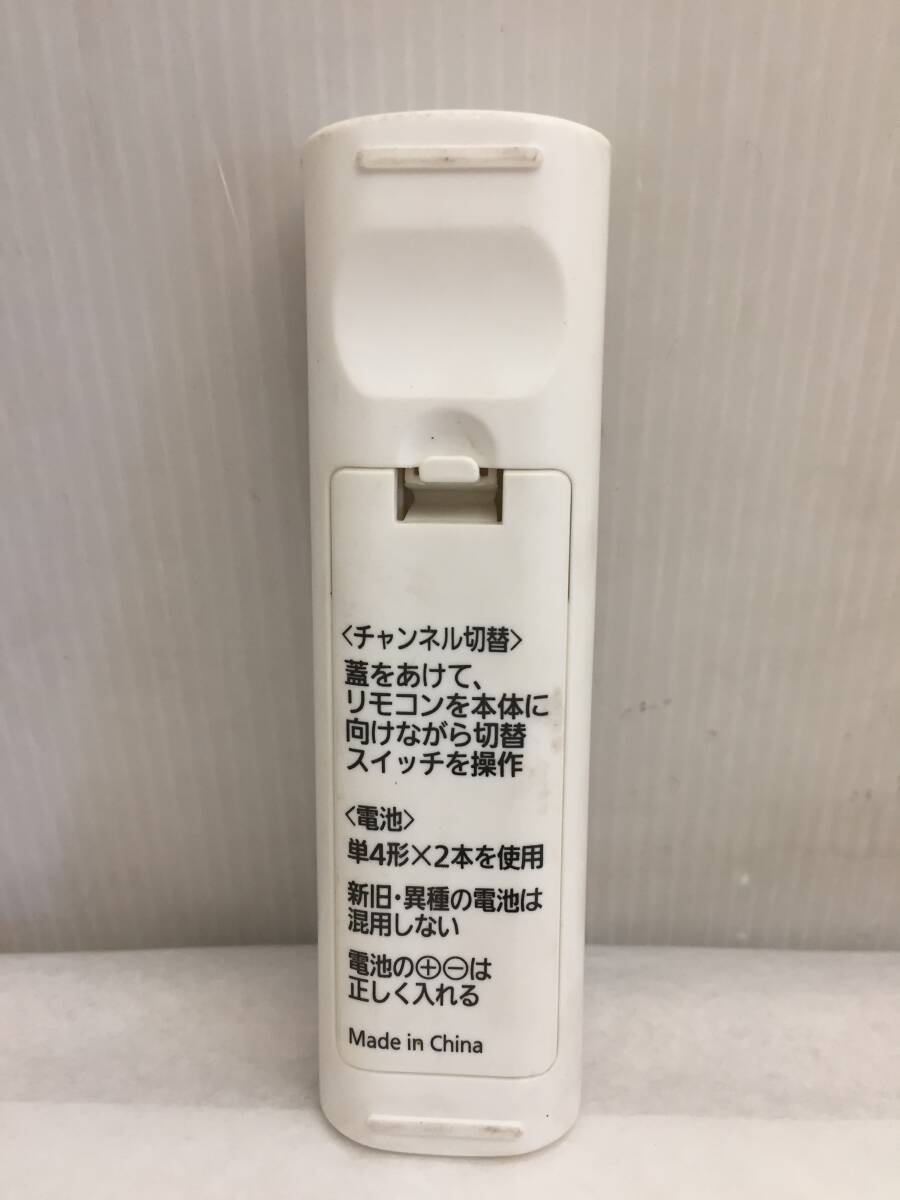 〈チャンネル切替〉
蓋をあけて、
リモコンを本体に
向けながら切替
スイッチを操作
〈電池〉
単4形×2本を使用
新旧・異種の電池は
混用しない
電池の⊕⊖は
正しく入れる
Made in China